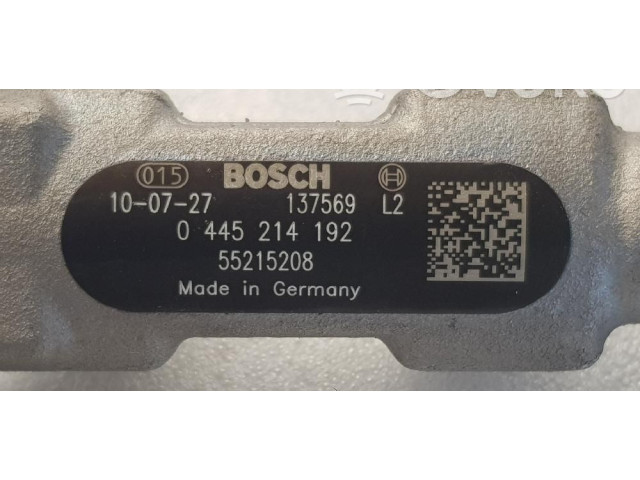 015 BOSCH
10-07-27 137569 L2
0 445 214 192
55215208
Made in Germany